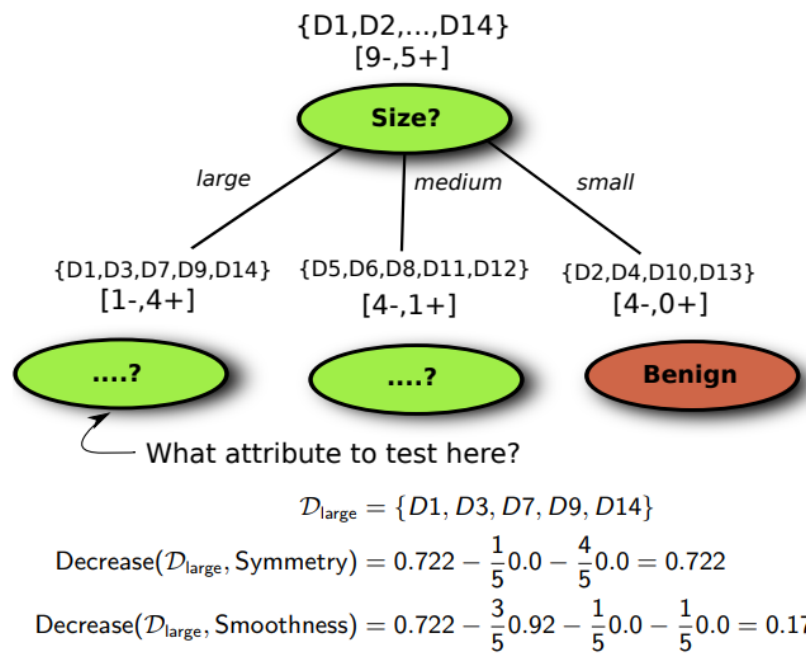 {D1,D2,...,D14}
[9-,5+]
Size?
large
medium
small
{D1,D3,D7,D9,D14}
{D5,D6,D8,D11,D12}
{D2,D4,D10,D13}
[1-,4+]
[4-,1+]
[4-,0+]
....?
....?
Benign
What attribute to test here?
𝒟large = {D1, D3, D7, D9, D14}
Decrease(𝒟large, Symmetry) = 0.722 − 1/5 0.0 − 4/5 0.0 = 0.722
Decrease(𝒟large, Smoothness) = 0.722 − 3/5 0.92 − 1/5 0.0 − 1/5 0.0 = 0.17